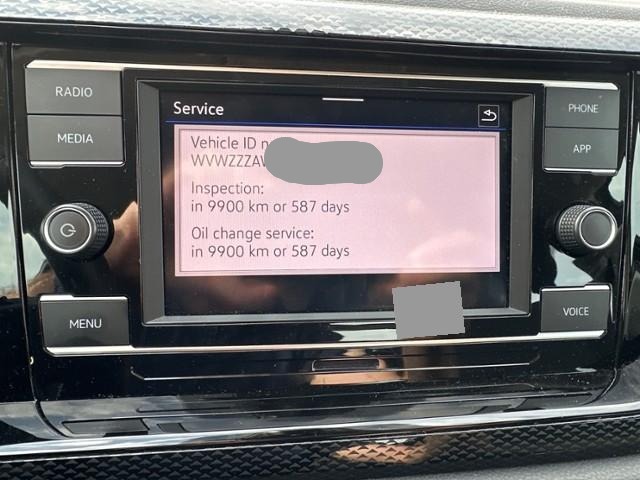 RADIO
MEDIA
MENU
Service
Vehicle ID
WVWZZZA
Inspection:
in 9900 km or 587 days
Oil change service:
in 9900 km or 587 days
PHONE
APP
VOICE